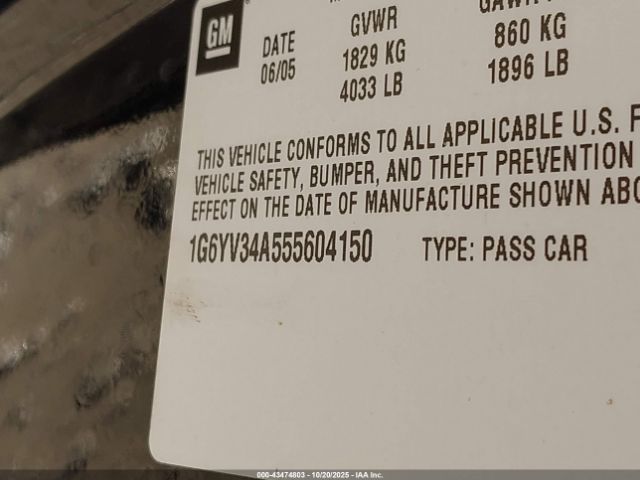 GM
DATE
06/05
GVWR
1829 KG
4033 LB
860 KG
1896 LB
THIS VEHICLE CONFORMS TO ALL APPLICABLE U.S. F
VEHICLE SAFETY, BUMPER, AND THEFT PREVENTION
EFFECT ON THE DATE OF MANUFACTURE SHOWN ABO
1G6YV34A555604150 TYPE: PASS CAR
000-43474803 - 10/20/2025 - IAA Inc.